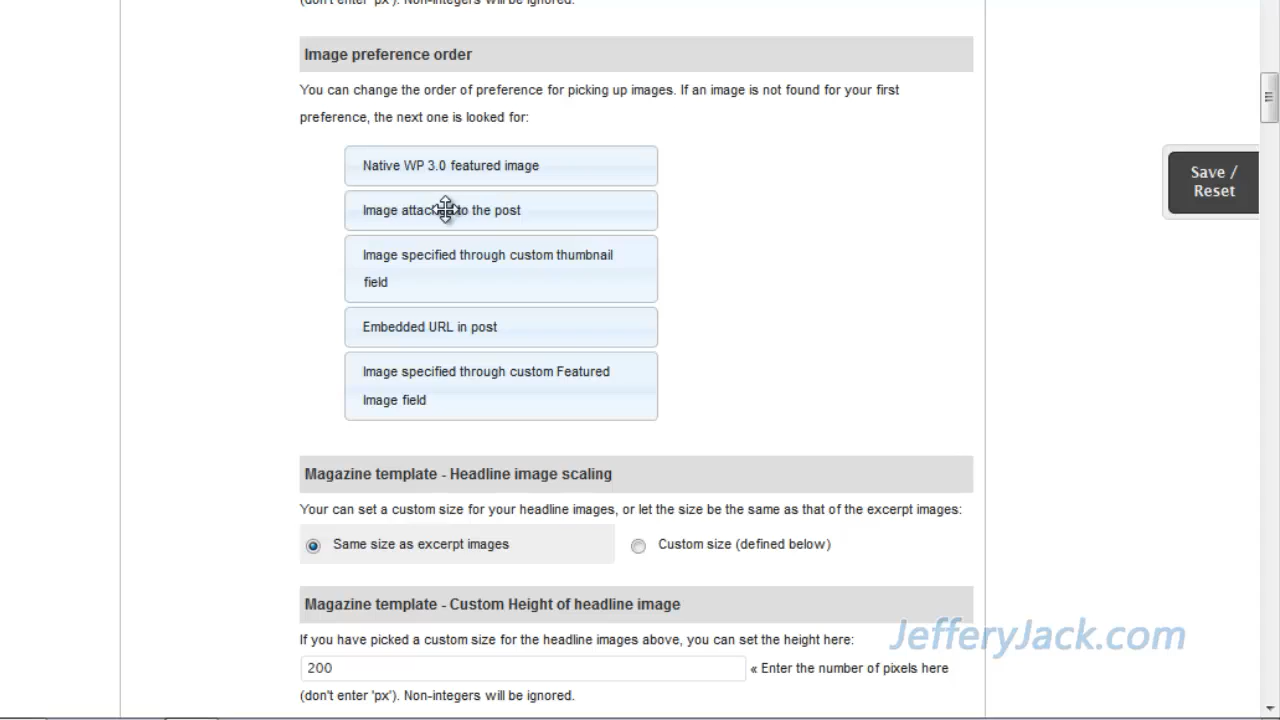 (don't enter 'px'). Non-integers will be ignored.
Image preference order
You can change the order of preference for picking up images. If an image is not found for your first
preference, the next one is looked for:
Native WP 3.0 featured image
Image to the post
Image specified through custom thumbnail
field
Embedded URL in post
Image specified through custom Featured
Image field
Save /
Reset
Magazine template - Headline image scaling
Your can set a custom size for your headline images, or let the size be the same as that of the excerpt images:
Same size as excerpt images
Custom size (defined below)
Magazine template - Custom Height of headline image
If you have picked a custom size for the headline images above, you can set the height here:
200
« Enter the number of pixels here
(don't enter 'px'). Non-integers will be ignored.
JefferyJack.com